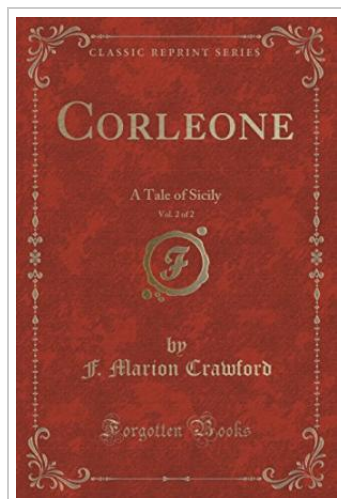 CLASSIC REPRINT SERIES
CORLEONE
A Tale of Sicily
Vol. 2 of 2
F
by
F. Marion Crawford
Forgotten Books